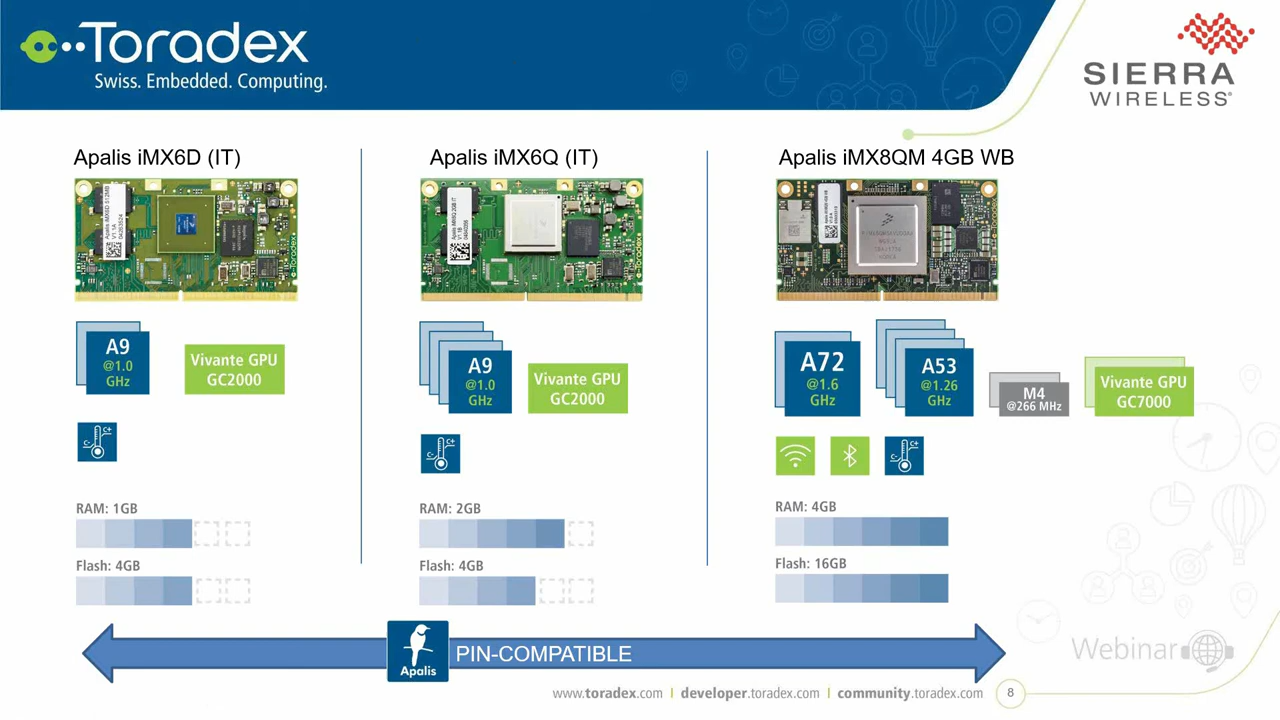 Toradex
Swiss. Embedded. Computing.
SIERRA
WIRELESS
Apalis iMX6D (IT)
Apalis iMX6Q (IT)
Apalis iMX8QM 4GB WB
A9
@1.0
GHz
Vivante GPU
GC2000
A9
@1.0
GHz
Vivante GPU
GC2000
A72
@1.6
GHz
A53
@1.26
GHz
M4
@266 MHz
Vivante GPU
GC7000
C- C+
C- C+
C- C+
RAM: 1GB
Flash: 4GB
RAM: 2GB
Flash: 4GB
RAM: 4GB
Flash: 16GB
Apalis
PIN-COMPATIBLE
Webinar
www.toradex.com | developer.toradex.com | community.toradex.com
8